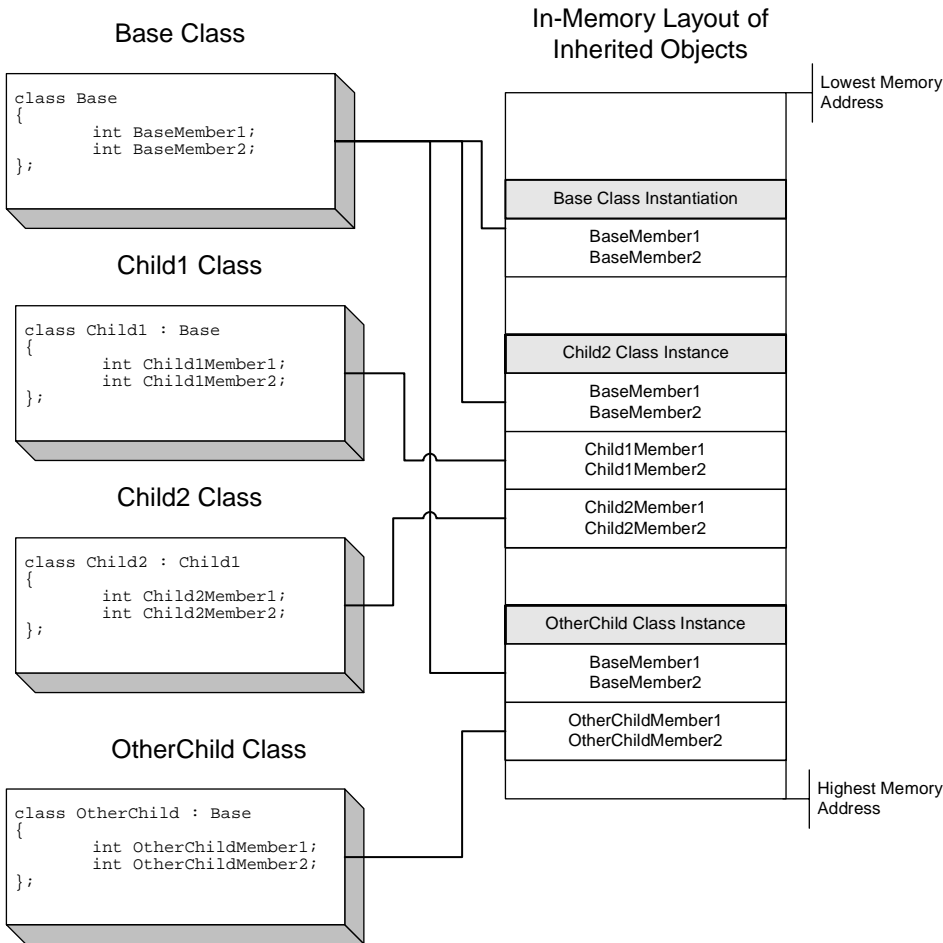 Base Class
class Base
{
int BaseMember1;
int BaseMember2;
};
Child1 Class
class Child1 : Base
{
int Child1Member1;
int Child1Member2;
};
Child2 Class
class Child2 : Child1
{
int Child2Member1;
int Child2Member2;
};
OtherChild Class
class OtherChild : Base
{
int OtherChildMember1;
int OtherChildMember2;
};
In-Memory Layout of
Inherited Objects
Lowest Memory
Address
Base Class Instantiation
BaseMember1
BaseMember2
Child2 Class Instance
BaseMember1
BaseMember2
Child1Member1
Child1Member2
Child2Member1
Child2Member2
OtherChild Class Instance
BaseMember1
BaseMember2
OtherChildMember1
OtherChildMember2
Highest Memory
Address